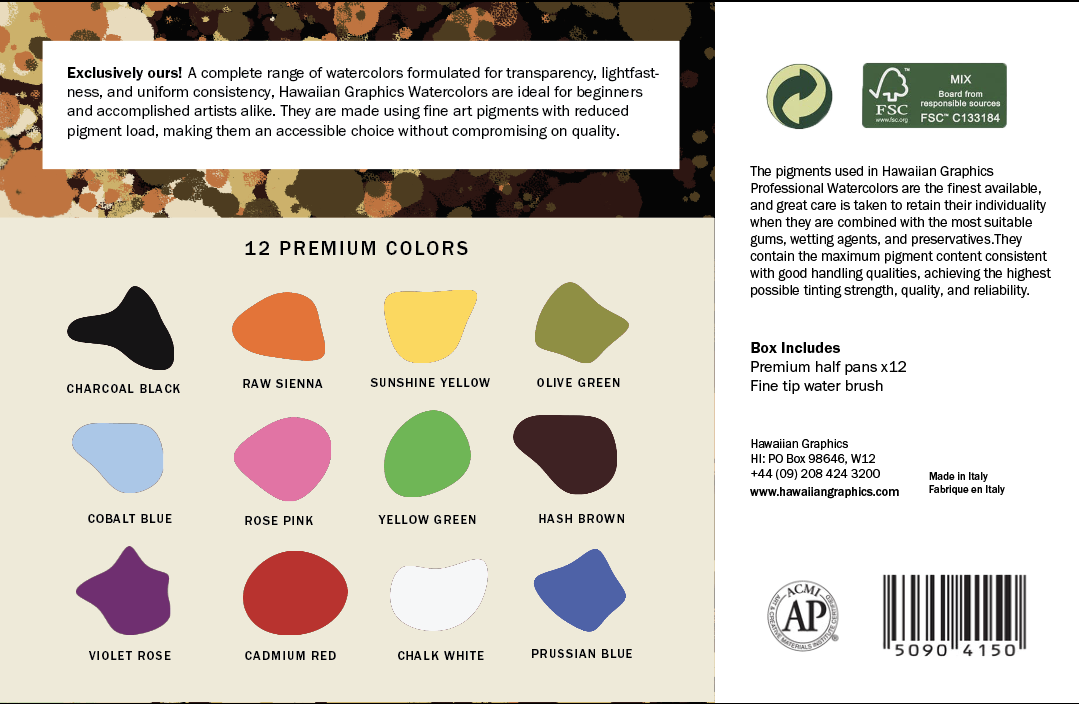 Exclusively ours! A complete range of watercolors formulated for transparency, lightfast-
ness, and uniform consistency, Hawaiian Graphics Watercolors are ideal for beginners
and accomplished artists alike. They are made using fine art pigments with reduced
pigment load, making them an accessible choice without compromising on quality.
12 PREMIUM COLORS
CHARCOAL BLACK
RAW SIENNA
SUNSHINE YELLOW
OLIVE GREEN
COBALT BLUE
ROSE PINK
YELLOW GREEN
HASH BROWN
VIOLET ROSE
CADMIUM RED
CHALK WHITE
PRUSSIAN BLUE
FSC
www.fsc.org
MIX
Board from
responsible sources
FSC™ C133184
The pigments used in Hawaiian Graphics
Professional Watercolors are the finest available,
and great care is taken to retain their individuality
when they are combined with the most suitable
gums, wetting agents, and preservatives.They
contain the maximum pigment content consistent
with good handling qualities, achieving the highest
possible tinting strength, quality, and reliability.
Box Includes
Premium half pans x12
Fine tip water brush
Hawaiian Graphics
HI: PO Box 98646, W12
+44 (09) 208 424 3200
www.hawaiiangraphics.com
Made in Italy
Fabrique en Italy
ACMI
AP
ART & CREATIVE MATERIALS INSTITUTE CERTIFIED
5090 4150